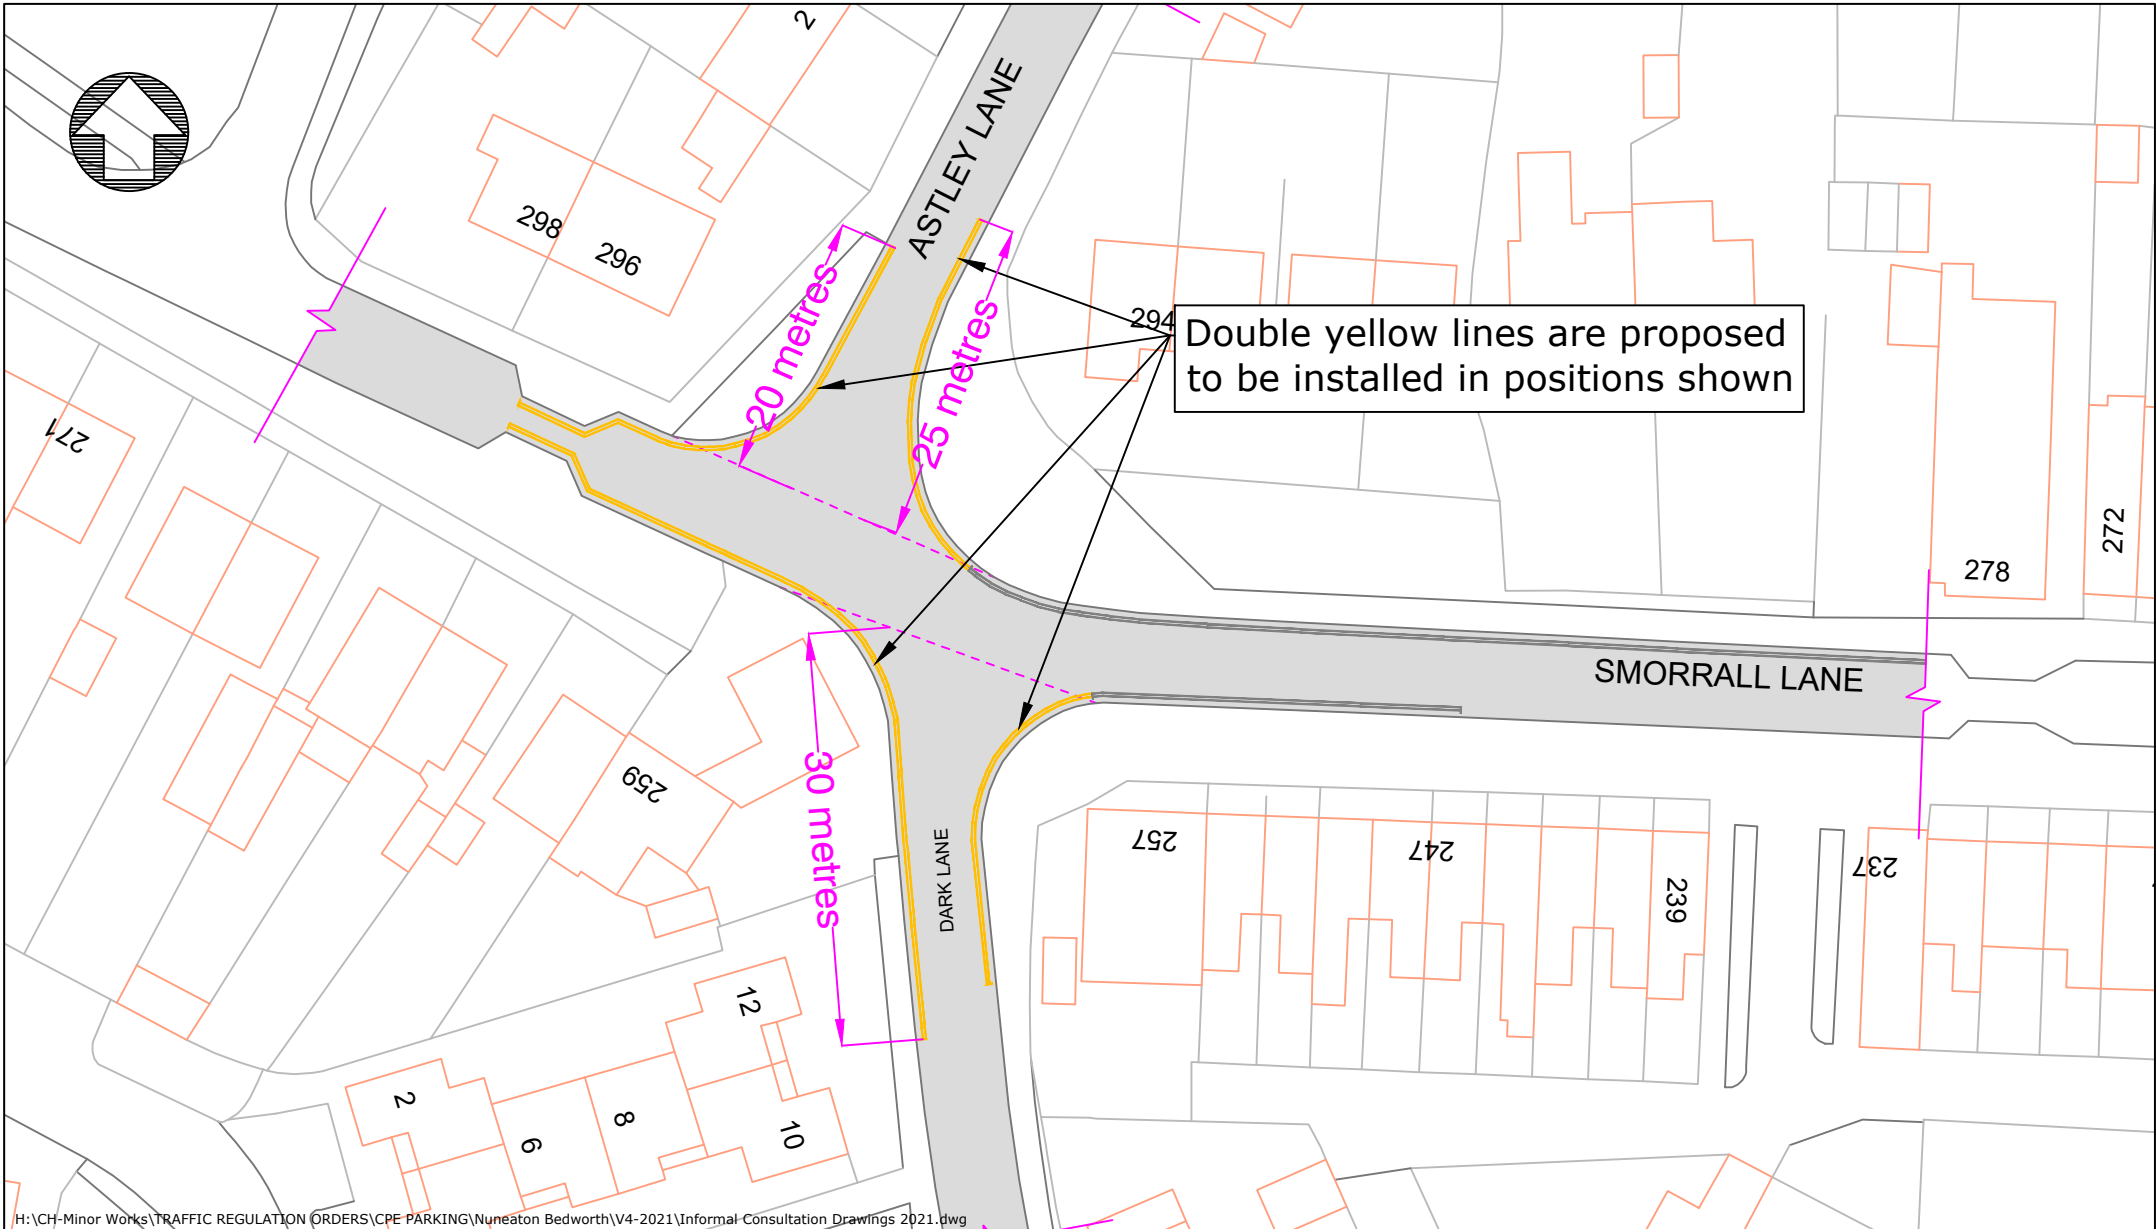 2
ASTLEY LANE
298
296
20 metres
25 metres
294
Double yellow lines are proposed
to be installed in positions shown
271
272
278
SMORRALL LANE
259
30 metres
DARK LANE
257
247
239
237
12
2
6
8
10
H:\CH-Minor Works\TRAFFIC REGULATION ORDERS\CPE PARKING\Nuneaton Bedworth\V4-2021\Informal Consultation Drawings 2021.dwg